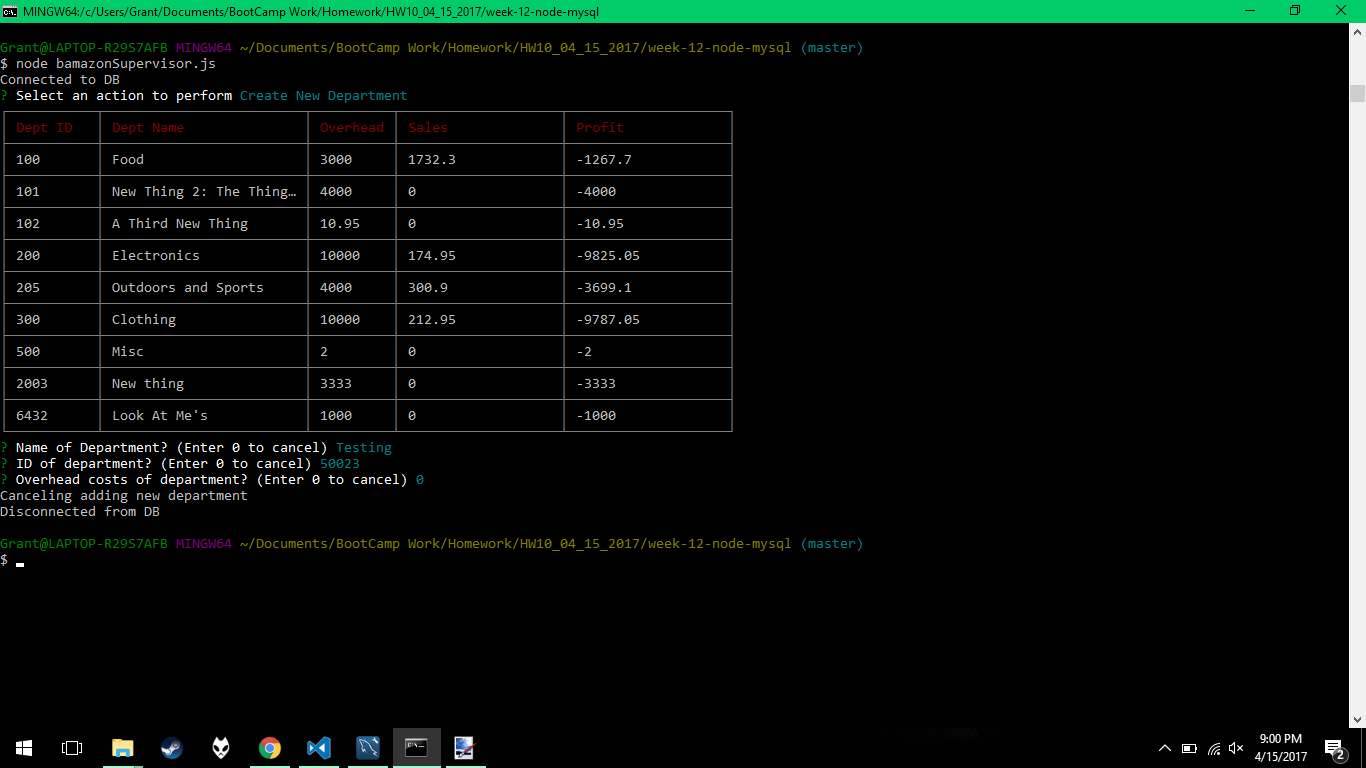 MINGW64:/c/Users/Grant/Documents/BootCamp Work/Homework/HW10_04_15_2017/week-12-node-mysql
Grant@LAPTOP-R29S7AFB MINGW64 ~/Documents/BootCamp Work/Homework/HW10_04_15_2017/week-12-node-mysql (master)
$ node bamazonSupervisor.js
Connected to DB
? Select an action to perform Create New Department
Dept ID Dept Name Overhead Sales Profit
100 Food 3000 1732.3 -1267.7
101 New Thing 2: The Thing… 4000 0 -4000
102 A Third New Thing 10.95 0 -10.95
200 Electronics 10000 174.95 -9825.05
205 Outdoors and Sports 4000 300.9 -3699.1
300 Clothing 10000 212.95 -9787.05
500 Misc 2 0 -2
2003 New thing 3333 0 -3333
6432 Look At Me's 1000 0 -1000
? Name of Department? (Enter 0 to cancel) Testing
? ID of department? (Enter 0 to cancel) 50023
? Overhead costs of department? (Enter 0 to cancel) 0
Canceling adding new department
Disconnected from DB
Grant@LAPTOP-R29S7AFB MINGW64 ~/Documents/BootCamp Work/Homework/HW10_04_15_2017/week-12-node-mysql (master)
$
9:00 PM
4/15/2017
2